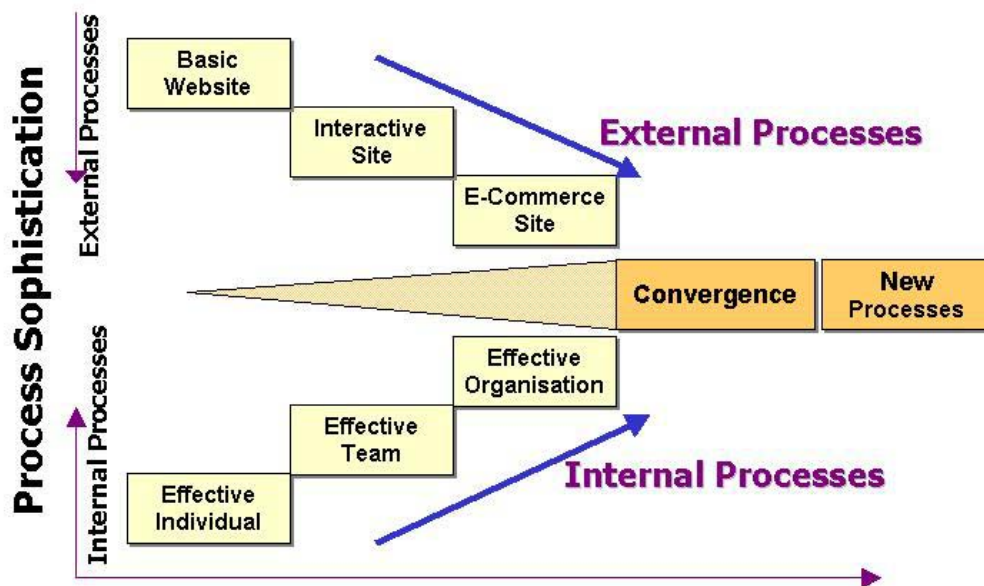 Process Sophistication
External Processes
Basic
Website
Interactive
Site
E-Commerce
Site
External Processes
Convergence
New
Processes
Internal Processes
Effective
Organisation
Effective
Team
Effective
Individual
Internal Processes